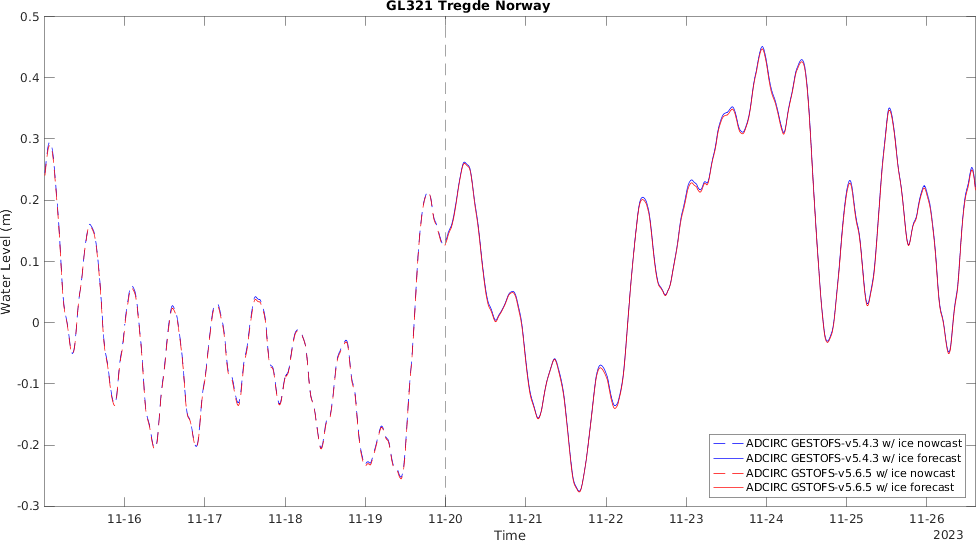 GL321 Tregde Norway
0.5
0.4
0.3
0.2
0.1
0
-0.1
-0.2
-0.3
Water Level (m)
ADCIRC GESTOFS-v5.4.3 w/ ice nowcast
ADCIRC GESTOFS-v5.4.3 w/ ice forecast
ADCIRC GSTOFS-v5.6.5 w/ ice nowcast
ADCIRC GSTOFS-v5.6.5 w/ ice forecast
11-16 11-17 11-18 11-19 11-20 11-21 11-22 11-23 11-24 11-25 11-26
Time
2023